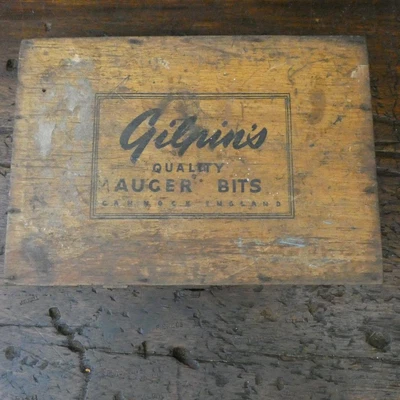 Gilpin's
QUALITY
AUGER BITS
CANNOCK ENGLAND